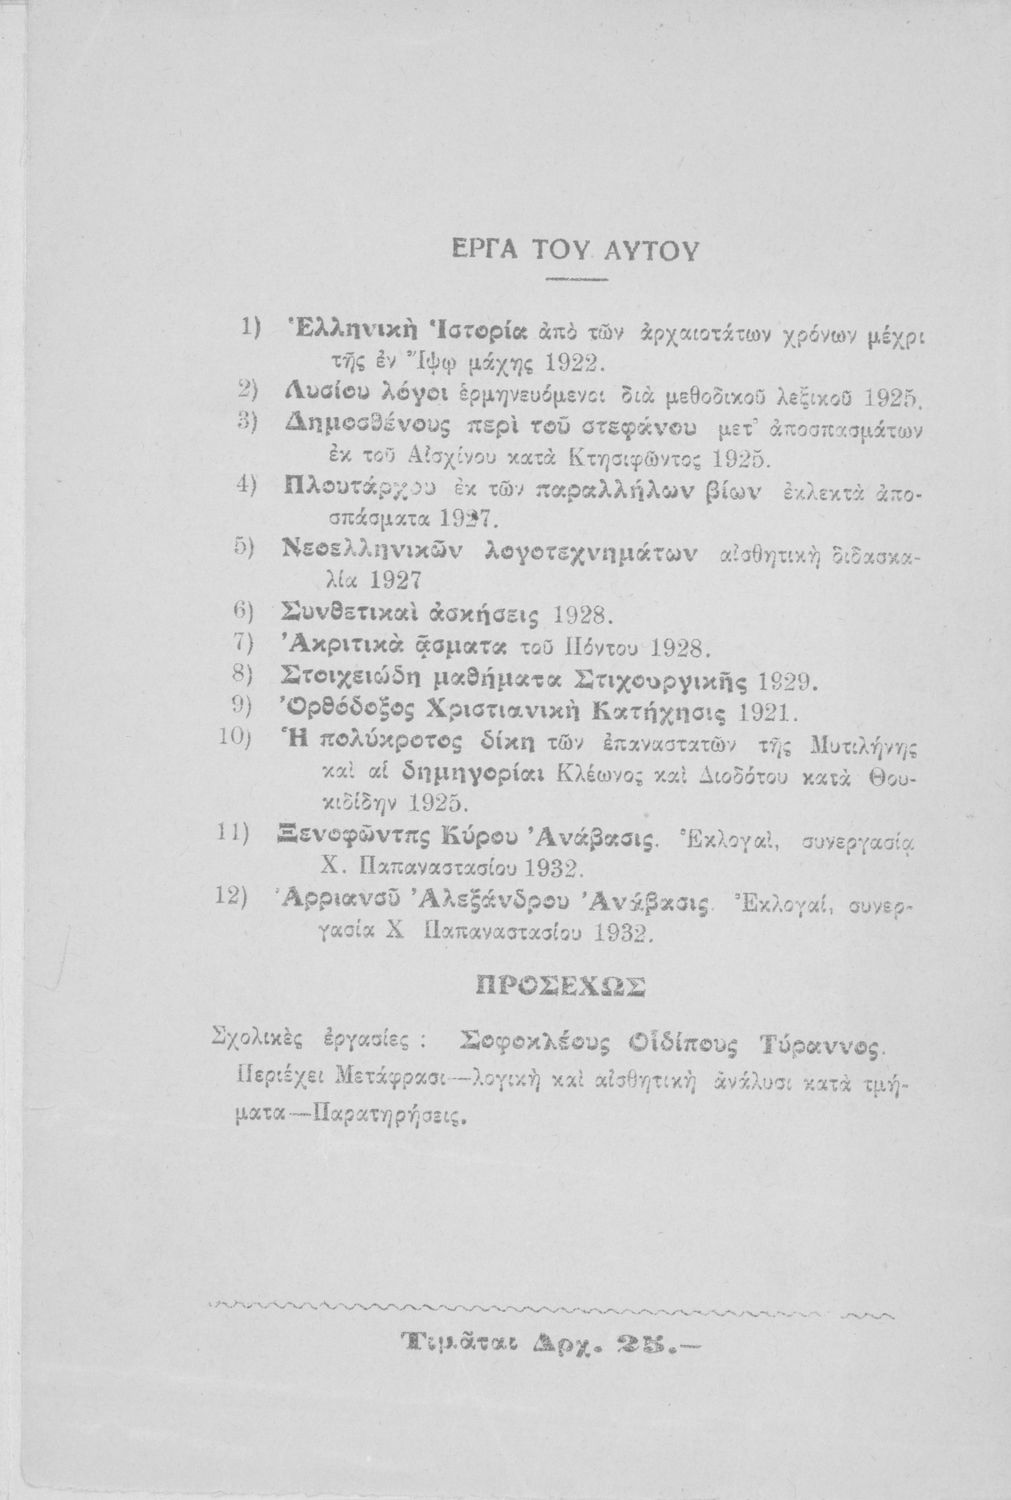 ΕΡΓΑ ΤΟΥ ΑΥΤΟΥ
1) Ἑλληνικὴ Ἱστορία ἀπὸ τῶν ἀρχαιοτάτων χρόνων μέχρι
τῆς ἐν Ἴψῳ μάχης 1922.
2) Λυσίου λόγοι ἑρμηνευόμενοι διὰ μεθοδικοῦ λεξικοῦ 1925.
3) Δημοσθένους περὶ τοῦ στεφάνου μετ' ἀποσπασμάτων
ἐκ τοῦ Αἰσχίνου κατὰ Κτησιφῶντος 1925.
4) Πλουτάρχου ἐκ τῶν παραλλήλων βίων ἐκλεκτὰ ἀπο-
σπάσματα 1927.
5) Νεοελληνικῶν λογοτεχνημάτων αἰσθητικὴ διδασκα-
λία 1927
6) Συνθετικαὶ ἀσκήσεις 1928.
7) Ἀκριτικὰ ᾄσματα τοῦ Πόντου 1928.
8) Στοιχειώδη μαθήματα Στιχουργικῆς 1929.
9) Ὀρθόδοξος Χριστιανικὴ Κατήχησις 1921.
10) Ἡ πολύκροτος δίκη τῶν ἐπαναστατῶν τῆς Μυτιλήνης
καὶ αἱ δημηγορίαι Κλέωνος καὶ Διοδότου κατὰ Θου-
κιδίδην 1925.
11) Ξενοφῶντπς Κύρου Ἀνάβασις. Ἐκλογαὶ, συνεργασίᾳ
Χ. Παπαναστασίου 1932.
12) Ἀρριανοῦ Ἀλεξάνδρου Ἀνάβασις. Ἐκλογαί, συνερ-
γασία Χ Παπαναστασίου 1932.
ΠΡΟΣΕΧΩΣ
Σχολικὲς ἐργασίες : Σοφοκλέους Οἰδίπους Τύραννος.
Περιέχει Μετάφρασι—λογικὴ καὶ αἰσθητικὴ ἀνάλυσι κατὰ τμή-
ματα—Παρατηρήσεις.
Τιμᾶται Δρχ. 25.—